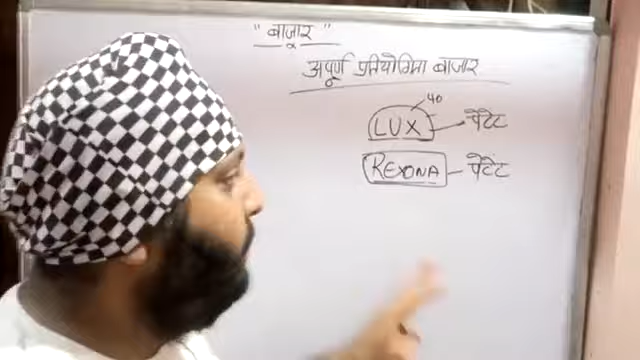 " बाजार "
अपूर्ण प्रतियोगिता बाजार
40
LUX - पेटेंट
REXONA - पेटेंट